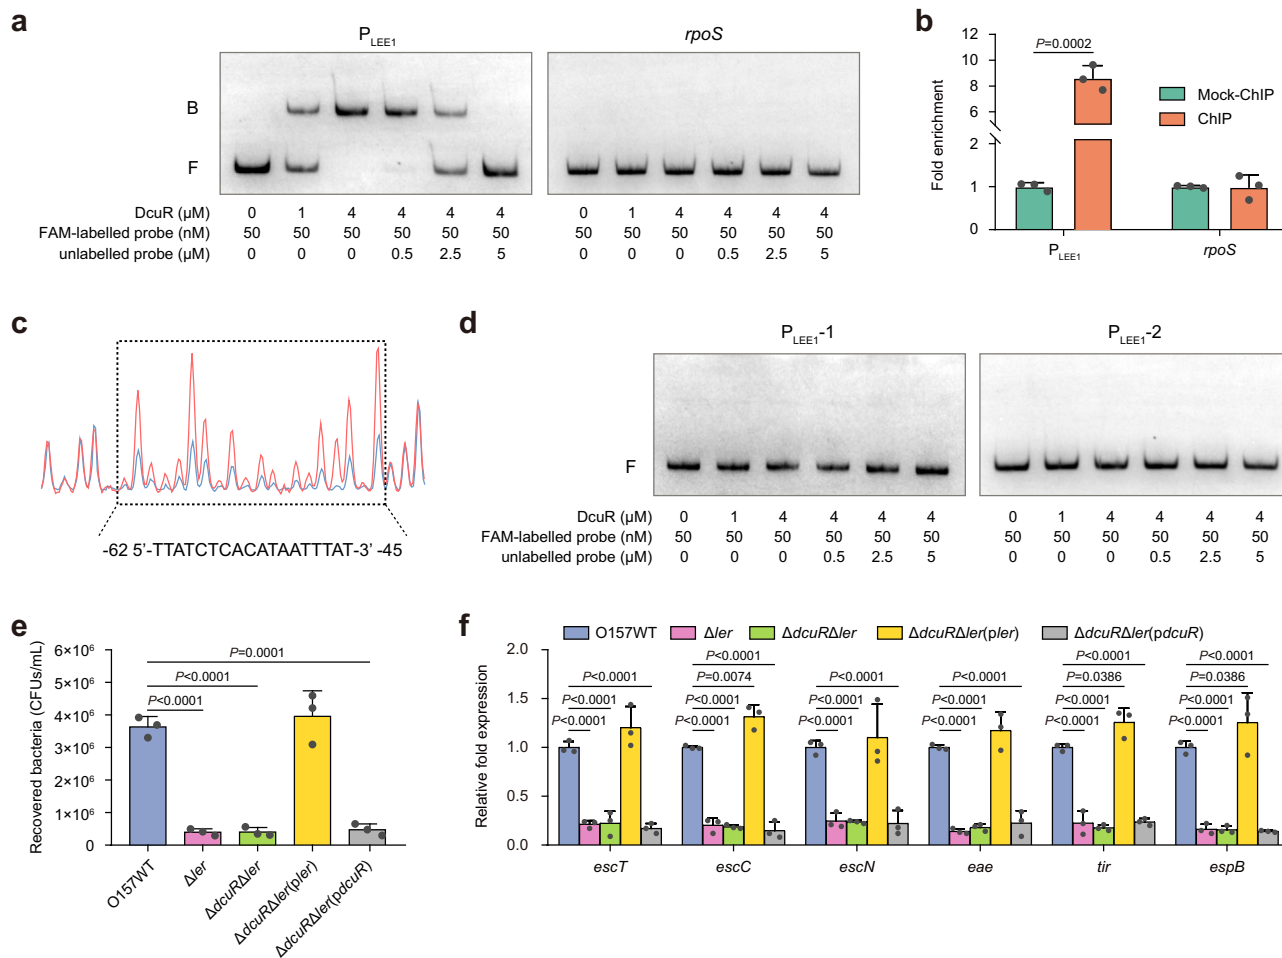 a
P_LEE1
rpoS
B
F
DcuR (μM) 0 1 4 4 4 4 0 1 4 4 4 4
FAM-labelled probe (nM) 50 50 50 50 50 50 50 50 50 50 50 50
unlabelled probe (μM) 0 0 0 0.5 2.5 5 0 0 0 0.5 2.5 5
b
P=0.0002
Fold enrichment
12
10
8
6
4
2
1
0
Mock-ChIP
ChIP
P_LEE1
rpoS
c
-62 5'-TTATCTCACATAATTTAT-3' -45
d
P_LEE1-1
P_LEE1-2
F
DcuR (μM) 0 1 4 4 4 4 0 1 4 4 4 4
FAM-labelled probe (nM) 50 50 50 50 50 50 50 50 50 50 50 50
unlabelled probe (μM) 0 0 0 0.5 2.5 5 0 0 0 0.5 2.5 5
e
Recovered bacteria (CFUs/mL)
6×10⁶
5×10⁶
4×10⁶
3×10⁶
2×10⁶
1×10⁶
0
P=0.0001
P<0.0001
P<0.0001
O157WT
Δler
ΔdcuRΔler
ΔdcuRΔler(pler)
ΔdcuRΔler(pdcuR)
f
O157WT Δler ΔdcuRΔler ΔdcuRΔler(pler) ΔdcuRΔler(pdcuR)
Relative fold expression
2.0
1.5
1.0
0.5
0.0
P<0.0001
P<0.0001
P<0.0001
P<0.0001
P=0.0074
P<0.0001
P<0.0001
P<0.0001
P<0.0001
P<0.0001
P<0.0001
P<0.0001
P<0.0001
P<0.0001
P=0.0386
P<0.0001
P<0.0001
P<0.0001
P=0.0386
P<0.0001
P<0.0001
escT
escC
escN
eae
tir
espB